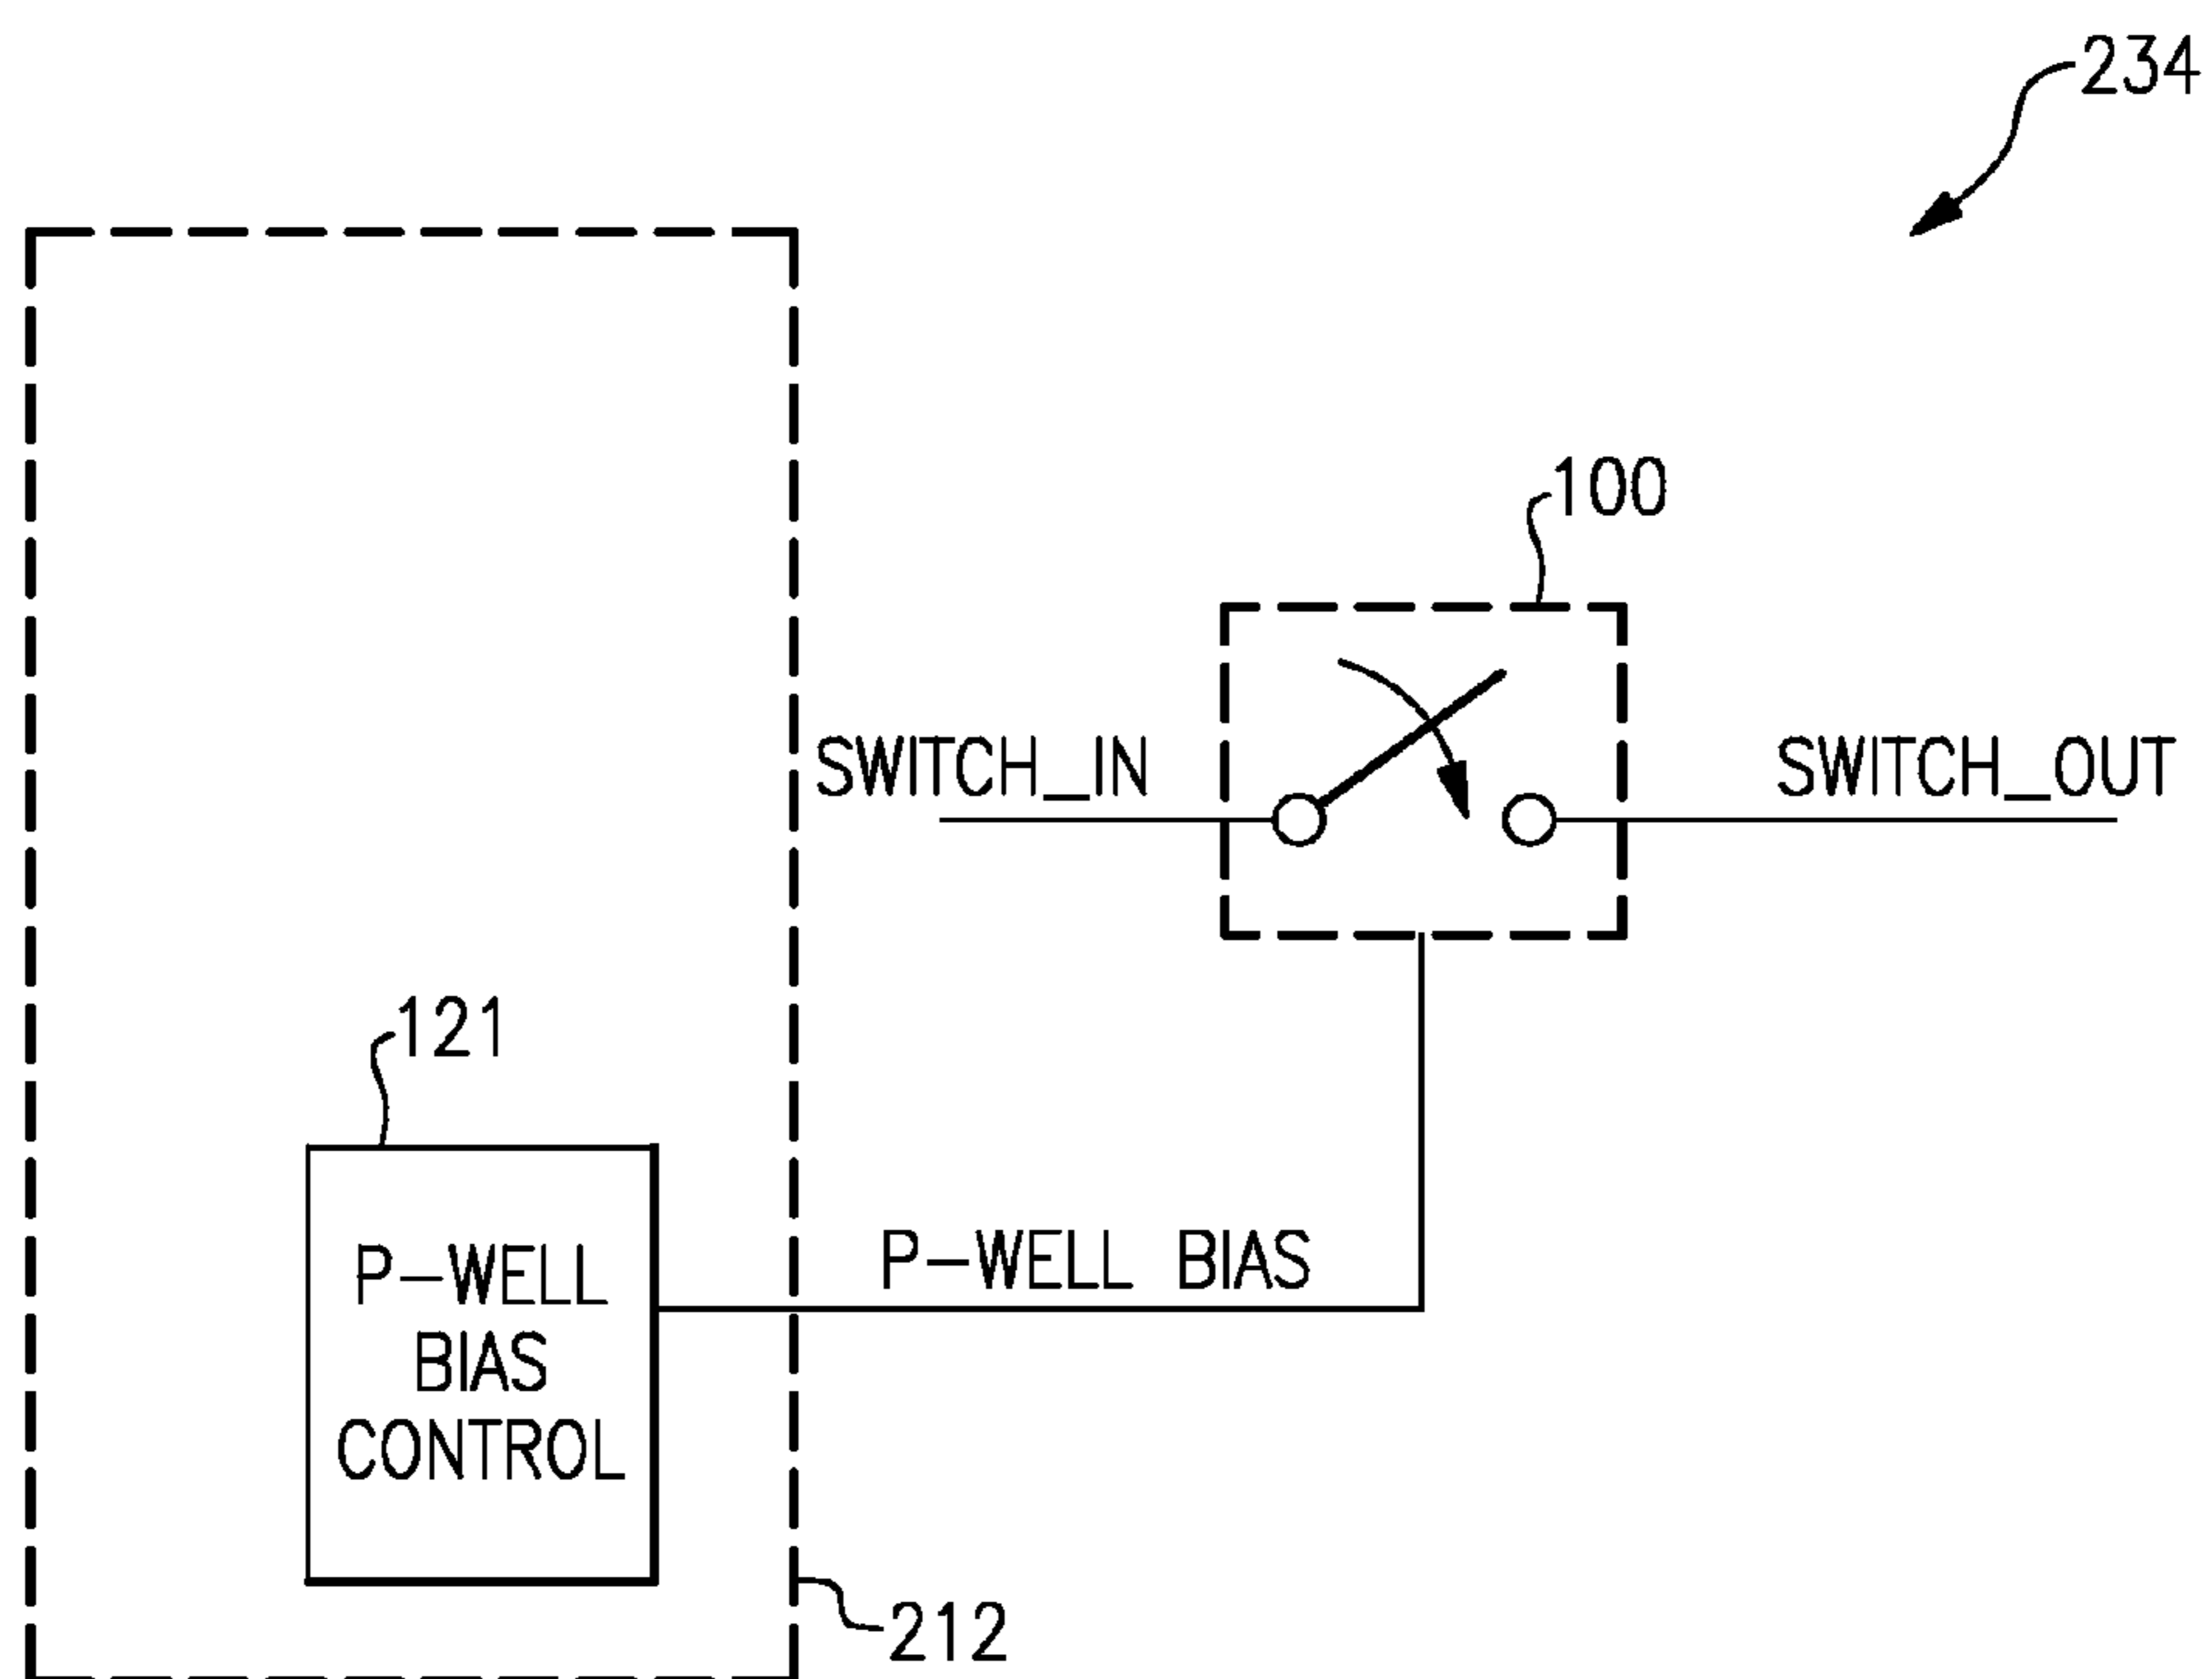 234
100
SWITCH_IN
SWITCH_OUT
121
P-WELL BIAS
P-WELL
BIAS
CONTROL
212